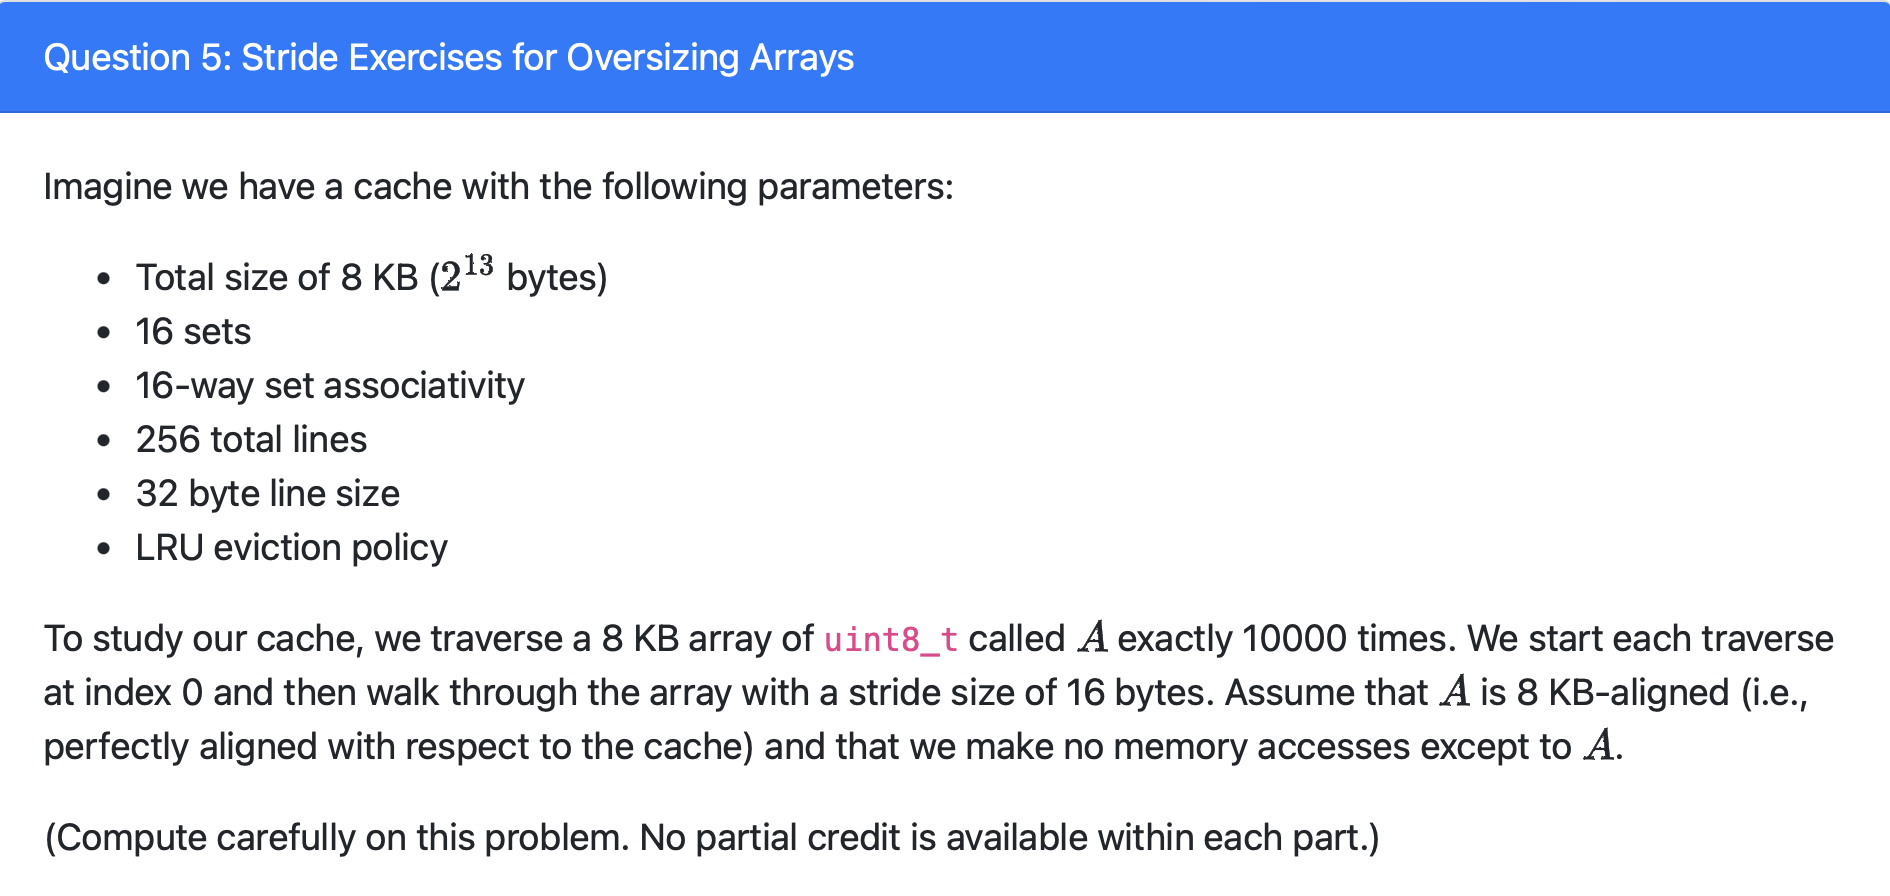 Question 5: Stride Exercises for Oversizing Arrays
Imagine we have a cache with the following parameters:
• Total size of 8 KB (2^13 bytes)
• 16 sets
• 16-way set associativity
• 256 total lines
• 32 byte line size
• LRU eviction policy
To study our cache, we traverse a 8 KB array of uint8_t called A exactly 10000 times. We start each traverse
at index 0 and then walk through the array with a stride size of 16 bytes. Assume that A is 8 KB-aligned (i.e.,
perfectly aligned with respect to the cache) and that we make no memory accesses except to A.
(Compute carefully on this problem. No partial credit is available within each part.)